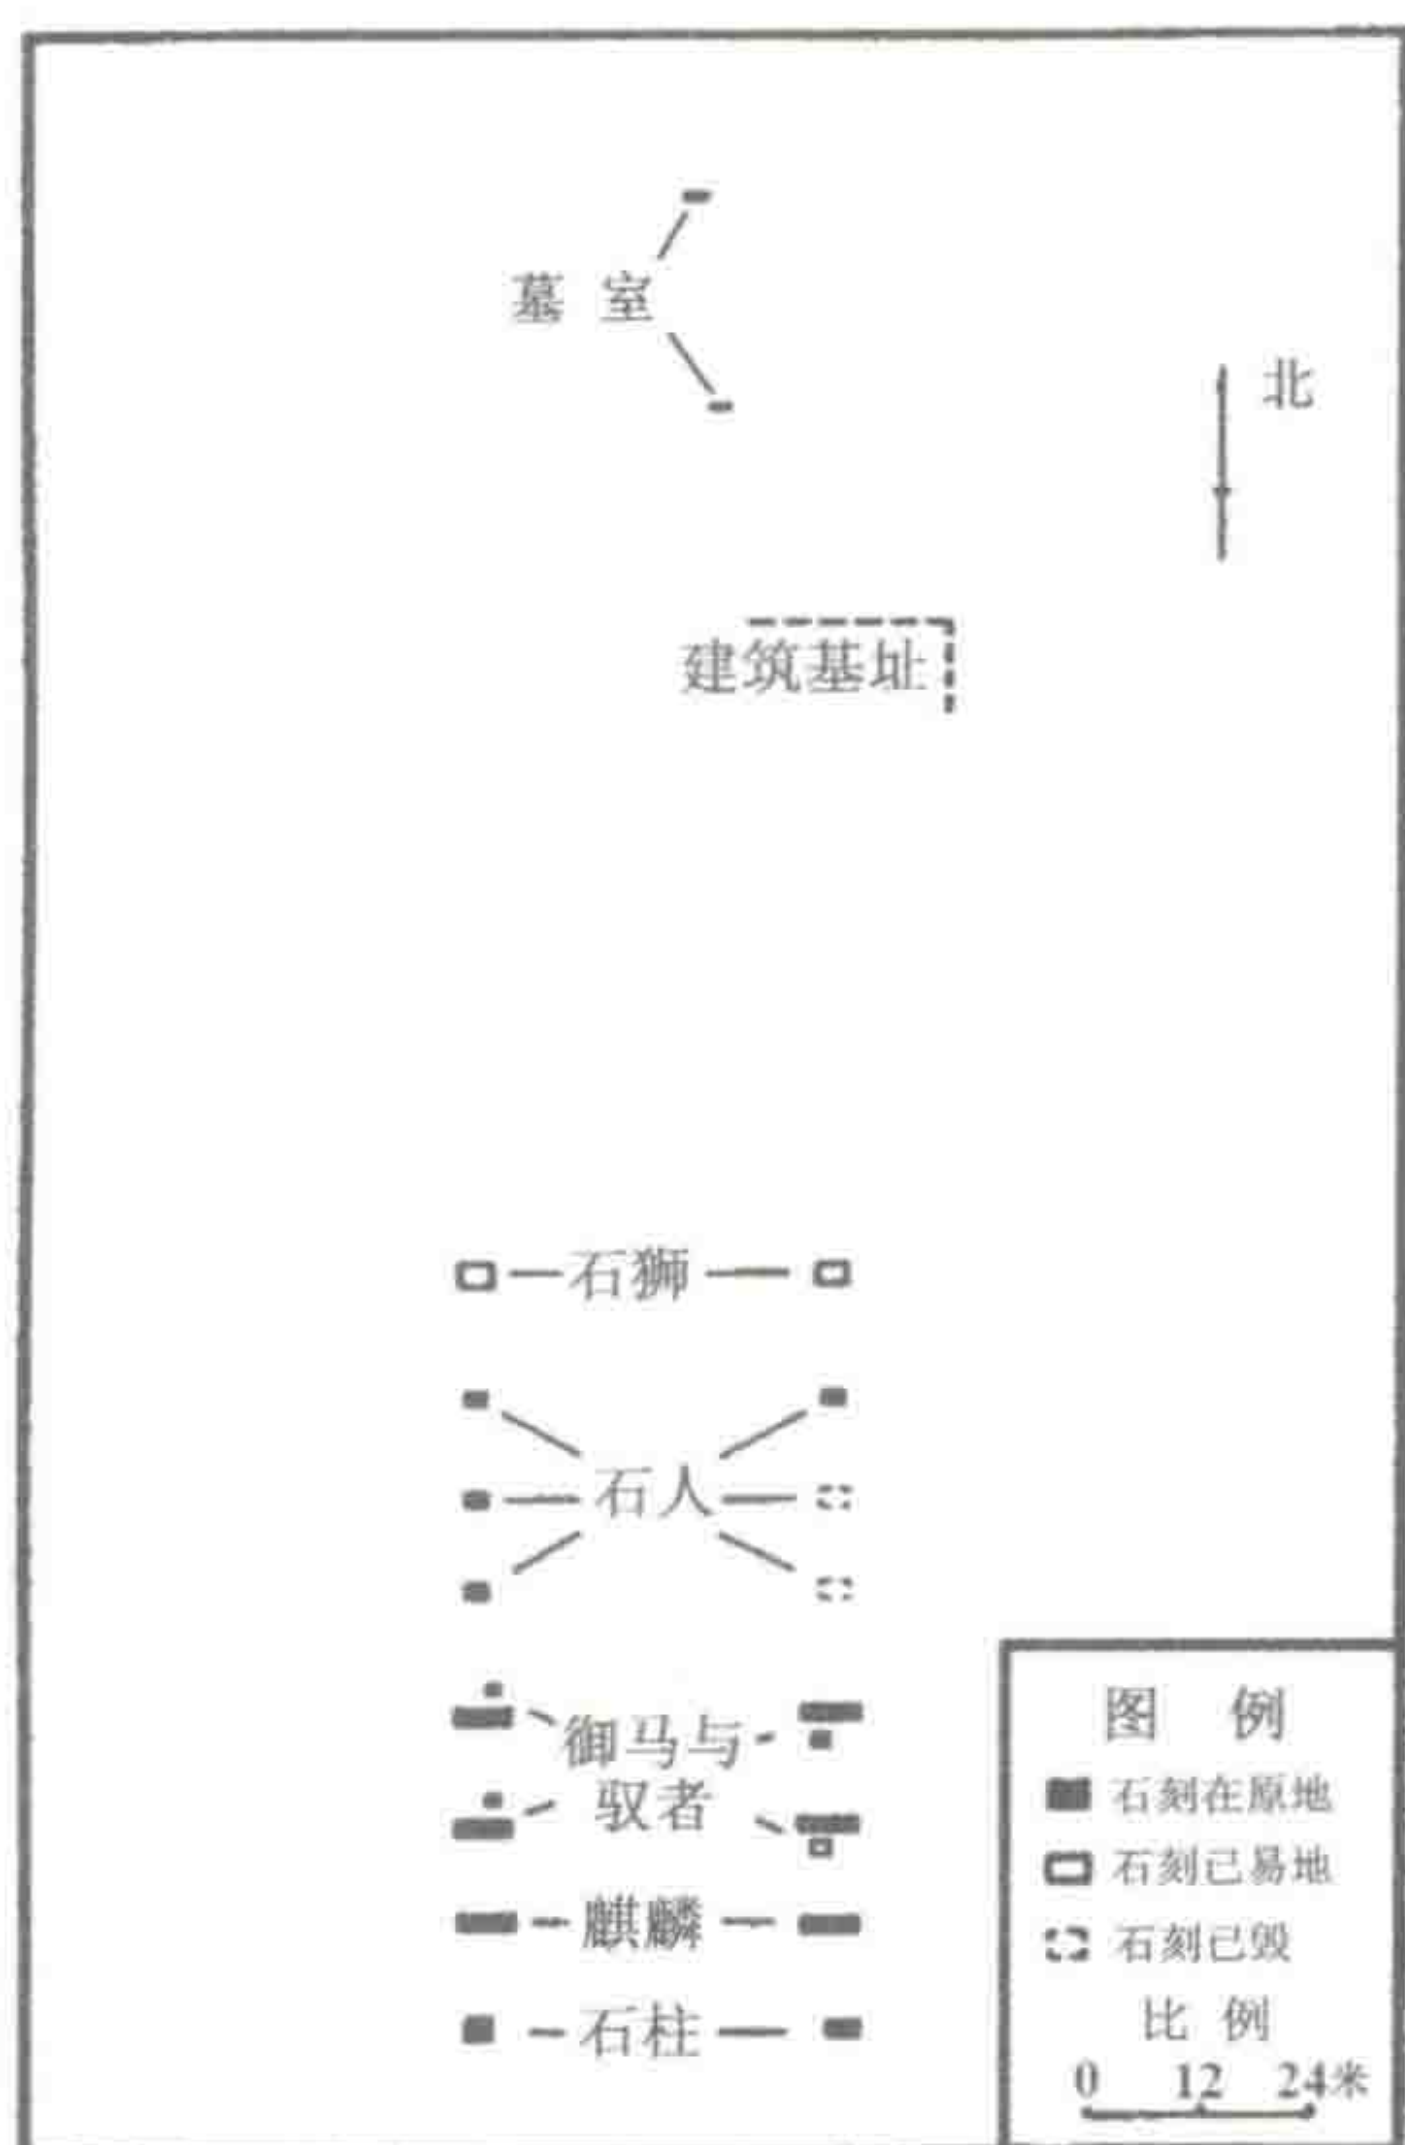 墓 室
北
建筑基址
石狮
石人
御马与
驭者
麒麟
石柱
图 例
石刻在原地
石刻已易地
石刻已毁
比 例
0 12 24米